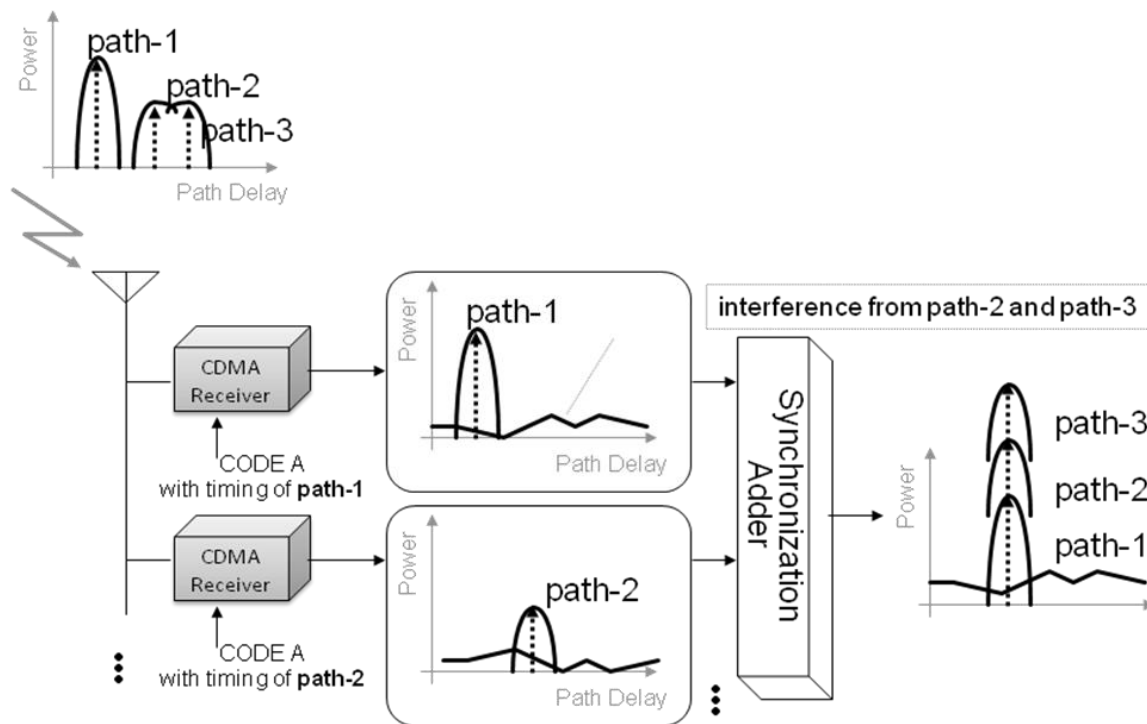 Power
path-1
path-2
path-3
Path Delay
CDMA
Receiver
CODE A
with timing of path-1
Power
path-1
Path Delay
interference from path-2 and path-3
CDMA
Receiver
CODE A
with timing of path-2
Power
path-2
Path Delay
Synchronization
Adder
Power
path-3
path-2
path-1